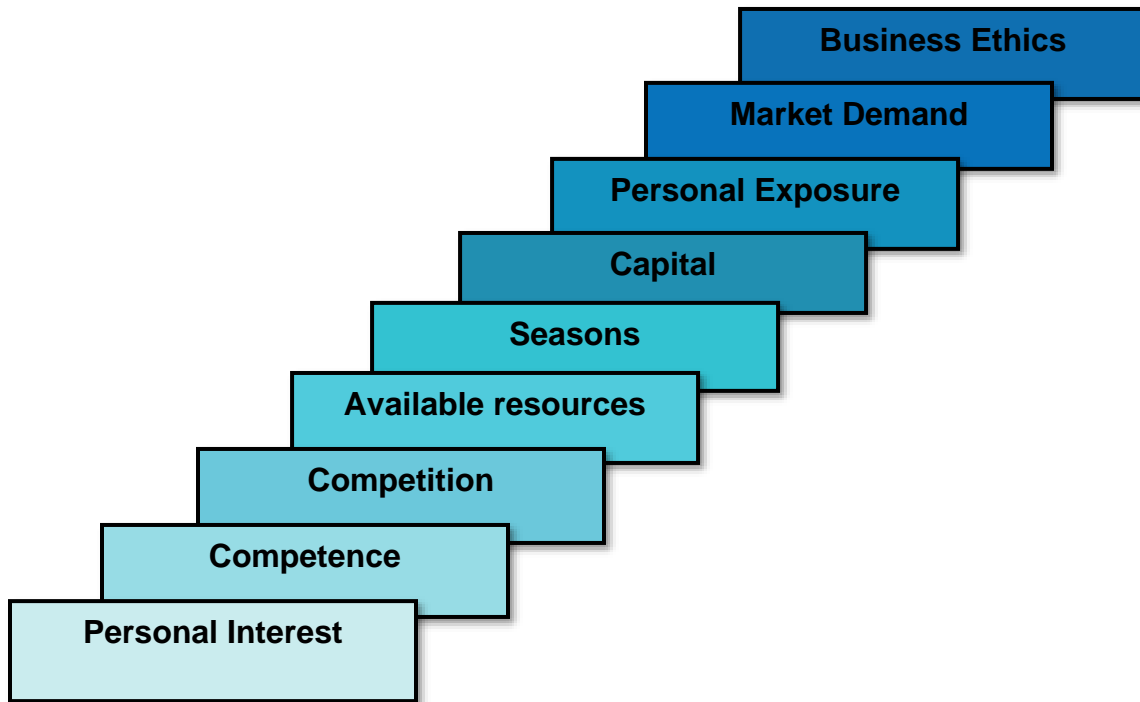 Business Ethics
Market Demand
Personal Exposure
Capital
Seasons
Available resources
Competition
Competence
Personal Interest